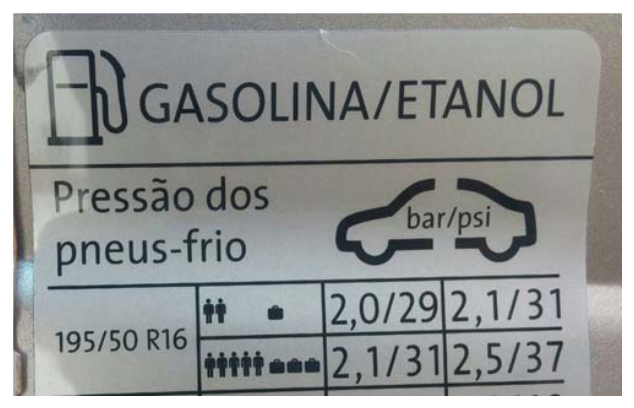 GASOLINA/ETANOL
Pressão dos
pneus-frio
bar/psi
195/50 R16
2,0/29 2,1/31
2,1/31 2,5/37